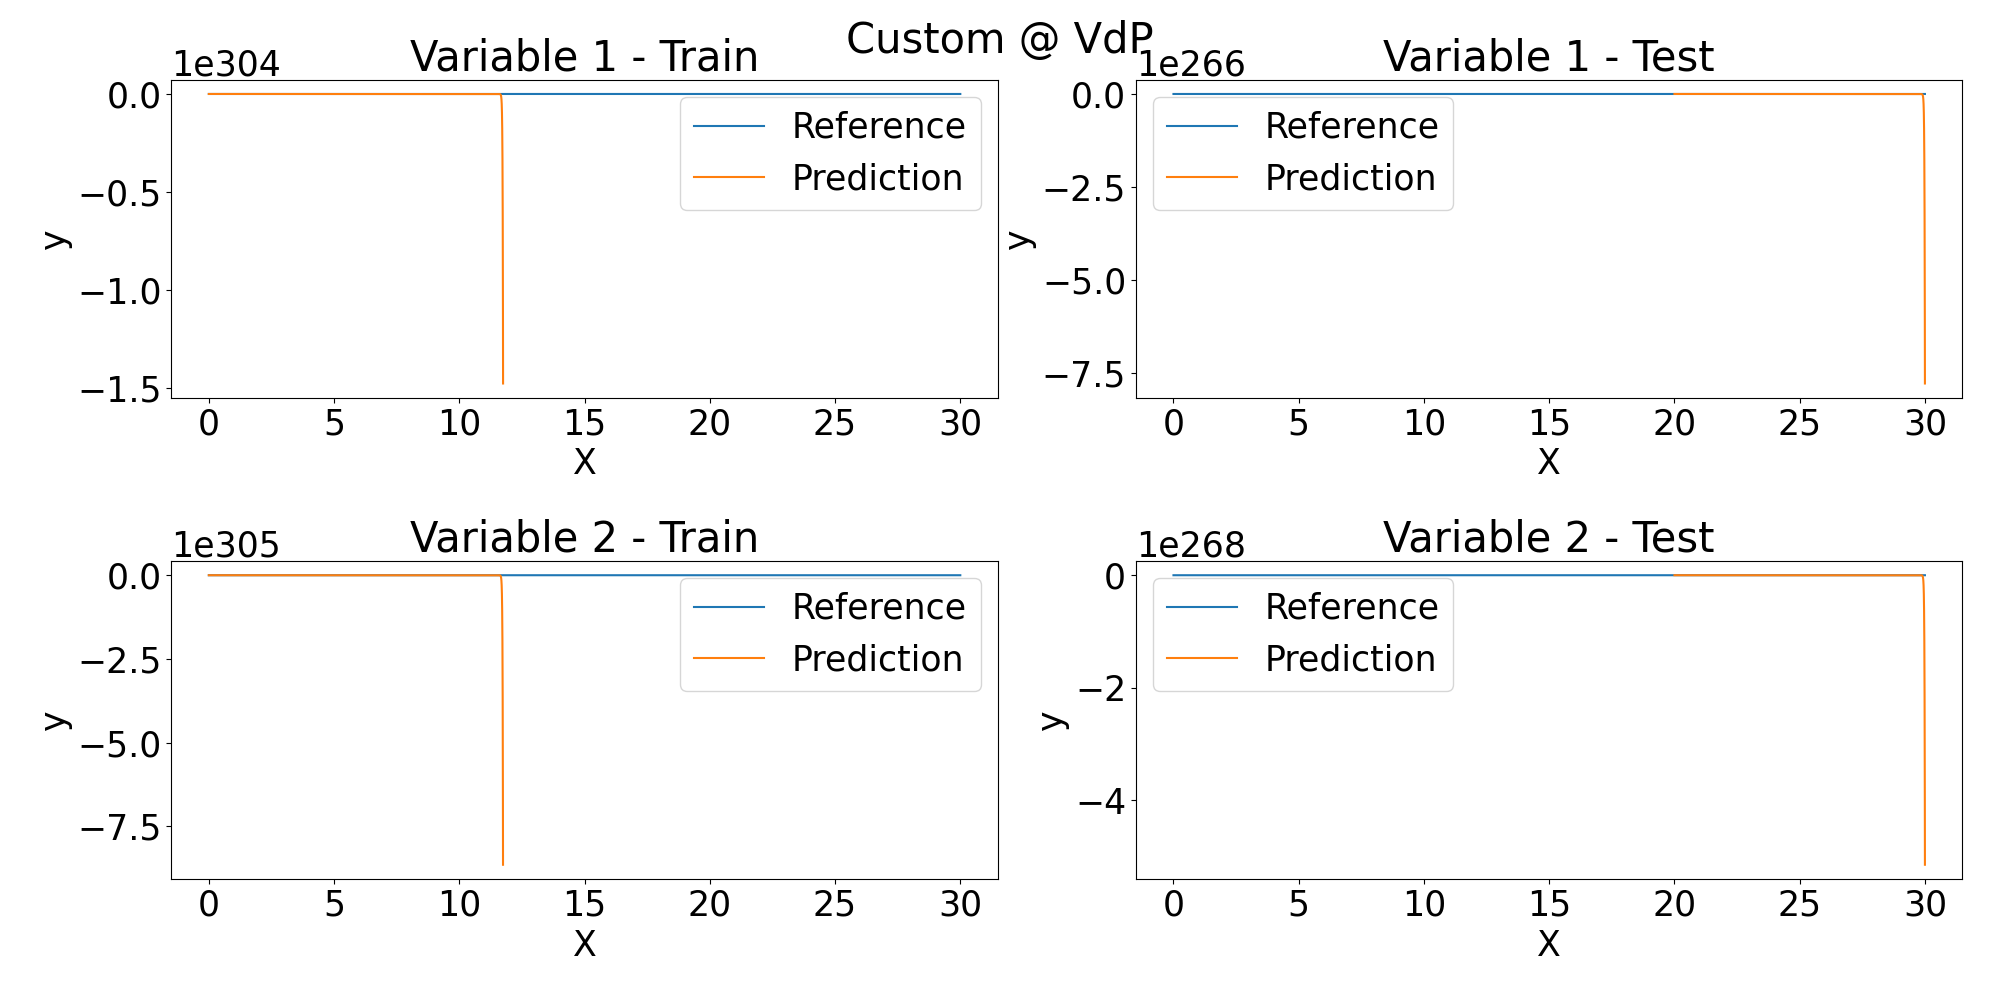 Custom @ VdP
Variable 1 - Train
1e304
0.0
−0.5
−1.0
−1.5
y
0 5 10 15 20 25 30
X
Reference
Prediction
Variable 1 - Test
1e266
0.0
−2.5
−5.0
−7.5
y
0 5 10 15 20 25 30
X
Reference
Prediction
Variable 2 - Train
1e305
0.0
−2.5
−5.0
−7.5
y
0 5 10 15 20 25 30
X
Reference
Prediction
Variable 2 - Test
1e268
0
−2
−4
y
0 5 10 15 20 25 30
X
Reference
Prediction